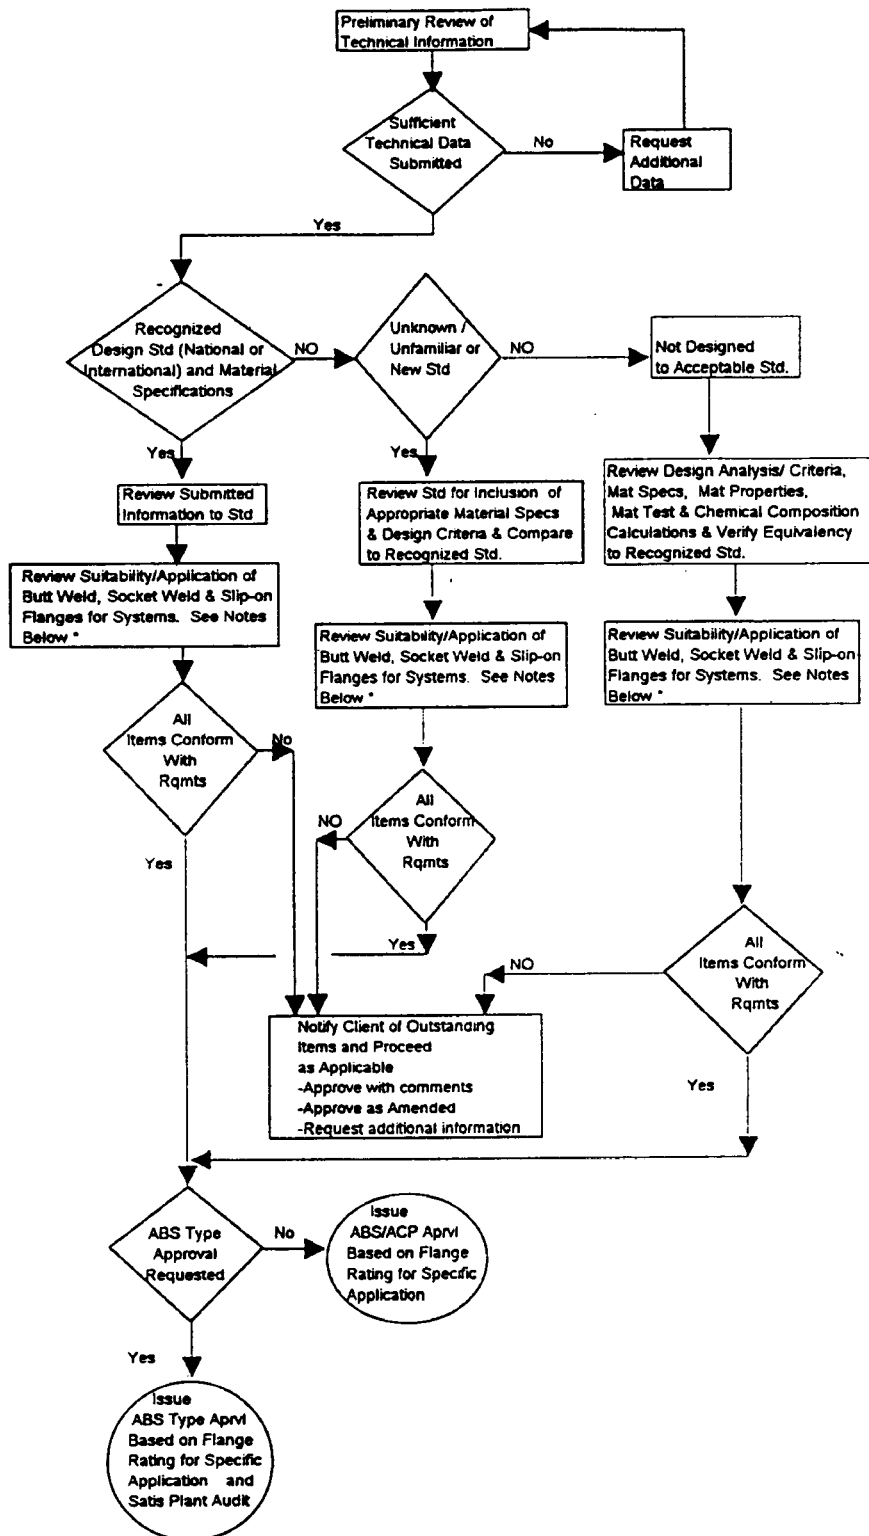 Preliminary Review of
Technical Information
Sufficient
Technical Data
Submitted
No
Request
Additional
Data
Yes
Recognized
Design Std (National or
International) and Material
Specifications
NO
Unknown /
Unfamiliar or
New Std
NO
Not Designed
to Acceptable Std.
Yes
Yes
Review Submitted
Information to Std
Review Std for Inclusion of
Appropriate Material Specs
& Design Criteria & Compare
to Recognized Std.
Review Design Analysis/ Criteria,
Mat Specs, Mat Properties,
Mat Test & Chemical Composition
Calculations & Verify Equivalency
to Recognized Std.
Review Suitability/Application of
Butt Weld, Socket Weld & Slip-on
Flanges for Systems. See Notes
Below *
Review Suitability/Application of
Butt Weld, Socket Weld & Slip-on
Flanges for Systems. See Notes
Below *
Review Suitability/Application of
Butt Weld, Socket Weld & Slip-on
Flanges for Systems. See Notes
Below *
All
Items Conform
With
Rqmts
No
Yes
All
Items Conform
With
Rqmts
NO
Yes
All
Items Conform
With
Rqmts
NO
Yes
Notify Client of Outstanding
Items and Proceed
as Applicable
-Approve with comments
-Approve as Amended
-Request additional information
ABS Type
Approval
Requested
No
Issue
ABS/ACP Aprvl
Based on Flange
Rating for Specific
Application
Yes
Issue
ABS Type Aprvl
Based on Flange
Rating for Specific
Application and
Satis Plant Audit